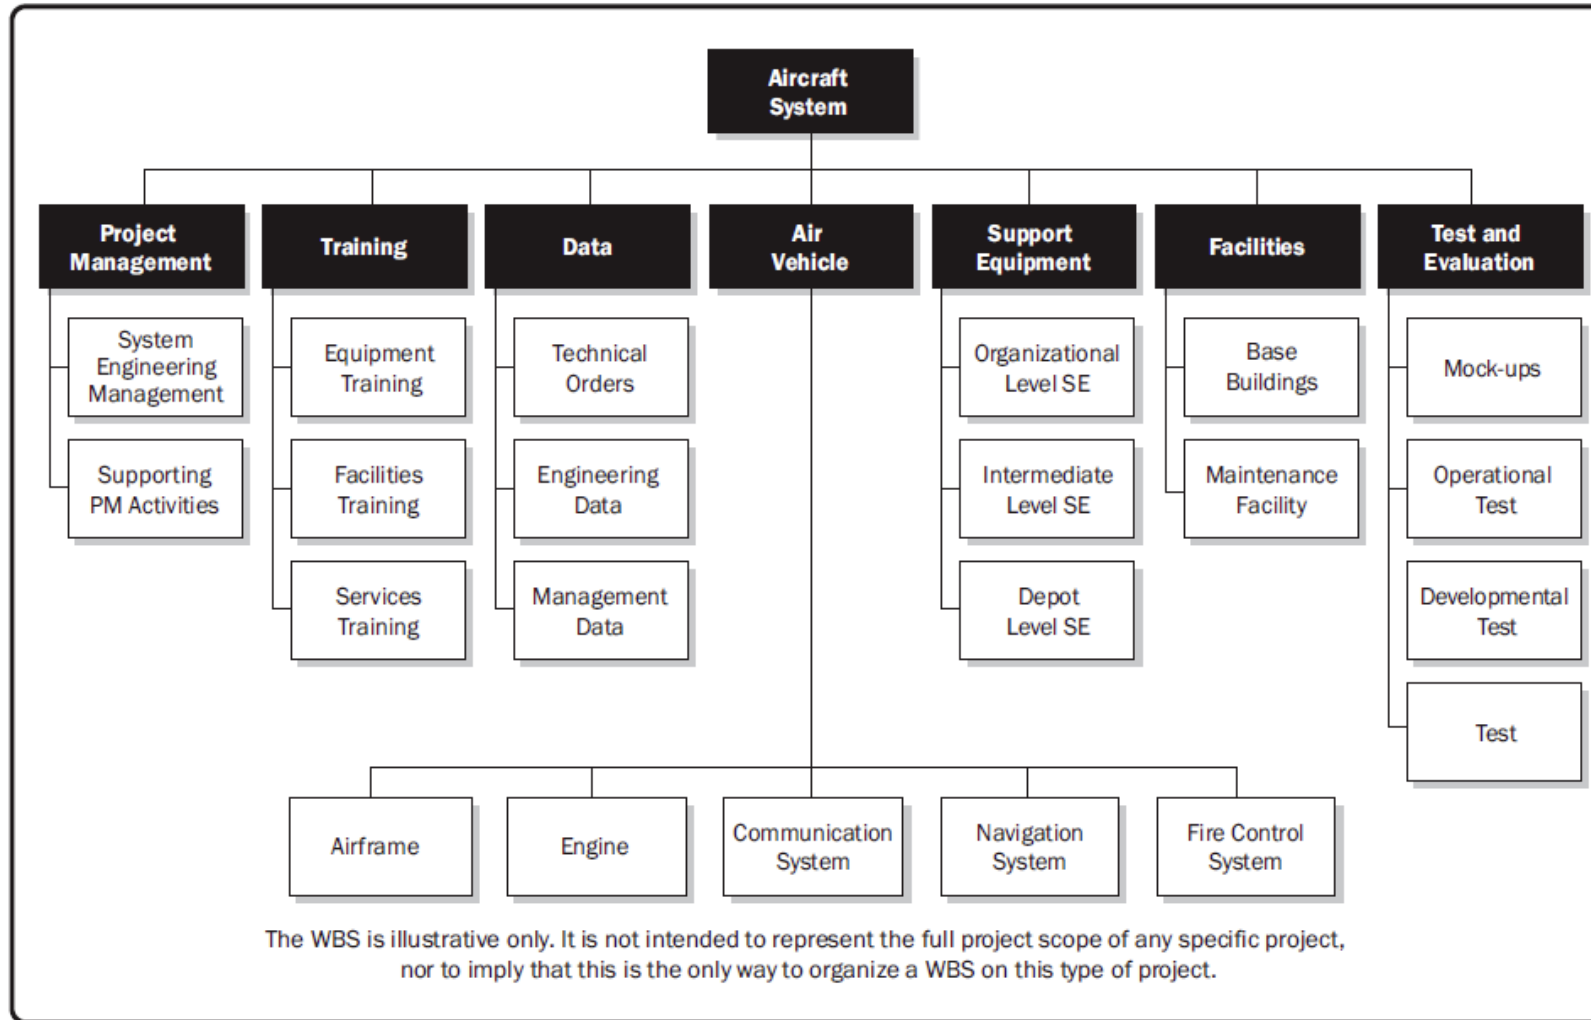 Aircraft
System
Project
Management
Training
Data
Air
Vehicle
Support
Equipment
Facilities
Test and
Evaluation
System
Engineering
Management
Supporting
PM Activities
Equipment
Training
Facilities
Training
Services
Training
Technical
Orders
Engineering
Data
Management
Data
Organizational
Level SE
Intermediate
Level SE
Depot
Level SE
Base
Buildings
Maintenance
Facility
Mock-ups
Operational
Test
Developmental
Test
Test
Airframe
Engine
Communication
System
Navigation
System
Fire Control
System
The WBS is illustrative only. It is not intended to represent the full project scope of any specific project,
nor to imply that this is the only way to organize a WBS on this type of project.